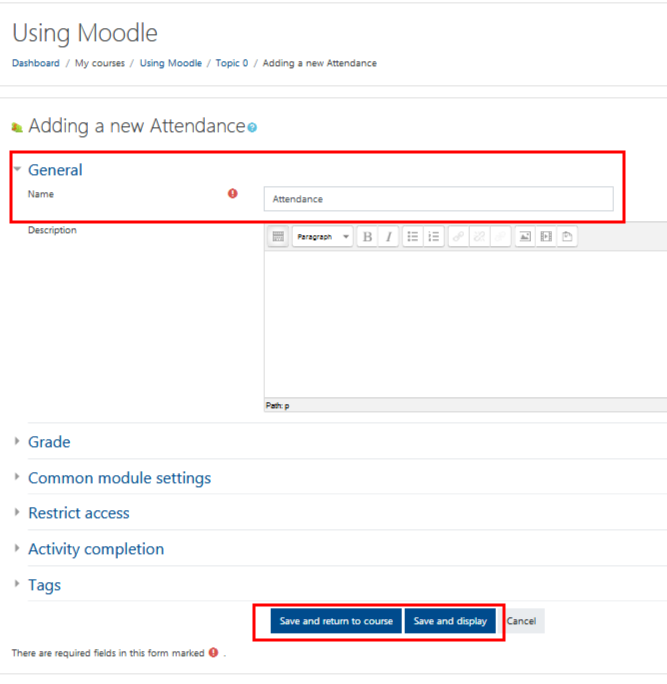 Using Moodle
Dashboard / My courses / Using Moodle / Topic 0 / Adding a new Attendance
Adding a new Attendance
General
Name
Attendance
Description
Paragraph B I
Path: p
Grade
Common module settings
Restrict access
Activity completion
Tags
Save and return to course Save and display Cancel
There are required fields in this form marked .